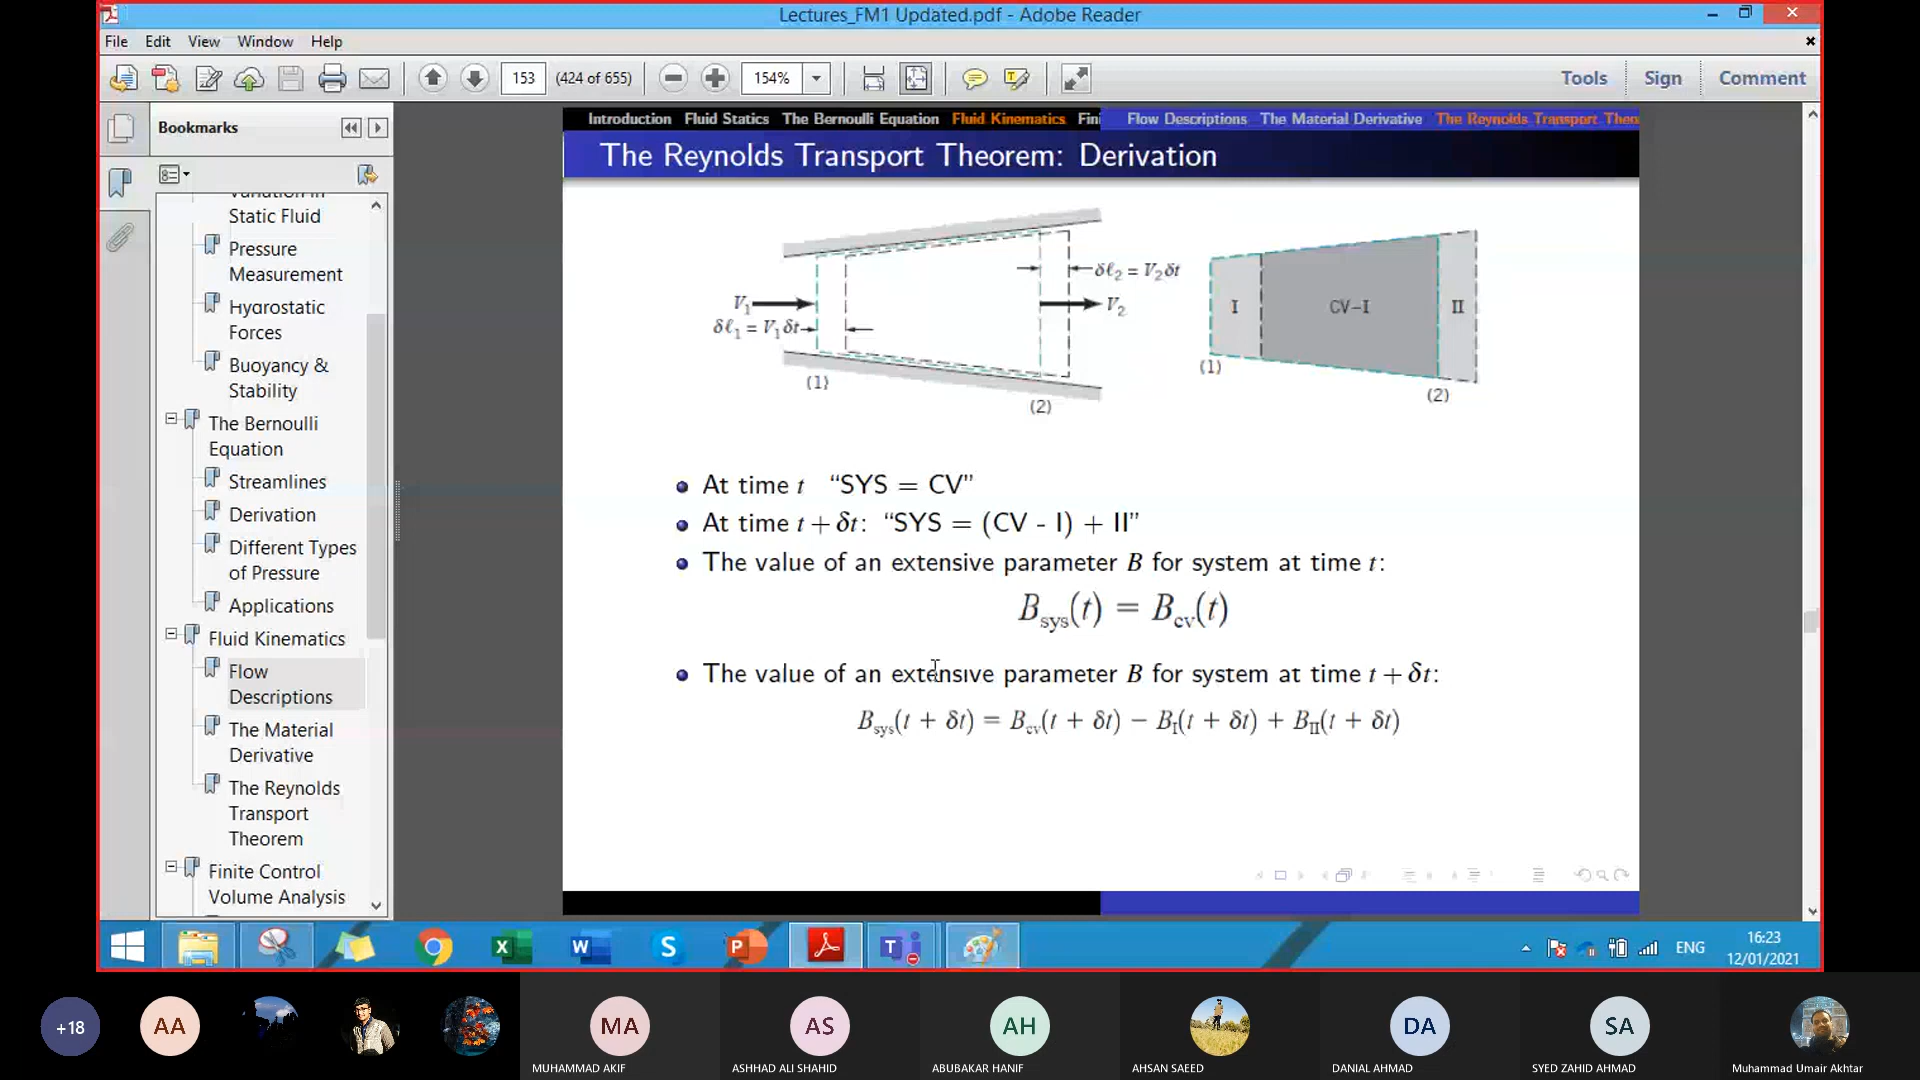 Lectures_FM1 Updated.pdf - Adobe Reader
File Edit View Window Help
153 (424 of 655) 154% Tools Sign Comment
Bookmarks
Static Fluid
Pressure
Measurement
Hydrostatic
Forces
Buoyancy &
Stability
The Bernoulli
Equation
Streamlines
Derivation
Different Types
of Pressure
Applications
Fluid Kinematics
Flow
Descriptions
The Material
Derivative
The Reynolds
Transport
Theorem
Finite Control
Volume Analysis
Introduction Fluid Statics The Bernoulli Equation Fluid Kinematics Fini Flow Descriptions The Material Derivative The Reynolds Transport Theo
The Reynolds Transport Theorem: Derivation
δℓ₂ = V₂δt
V₁
V₂
δℓ₁ = V₁δt
(1)
(2)
I CV−I II
(1)
(2)
At time t “SYS = CV”
At time t + δt: “SYS = (CV - I) + II”
The value of an extensive parameter B for system at time t:
B_sys(t) = B_cv(t)
The value of an extensive parameter B for system at time t + δt:
B_sys(t + δt) = B_cv(t + δt) − B_I(t + δt) + B_II(t + δt)
ENG
16:23
12/01/2021
+18 AA MA AS AH DA SA
MUHAMMAD AKIF ASHHAD ALI SHAHID ABUBAKAR HANIF AHSAN SAEED DANIAL AHMAD SYED ZAHID AHMAD Muhammad Umair Akhtar